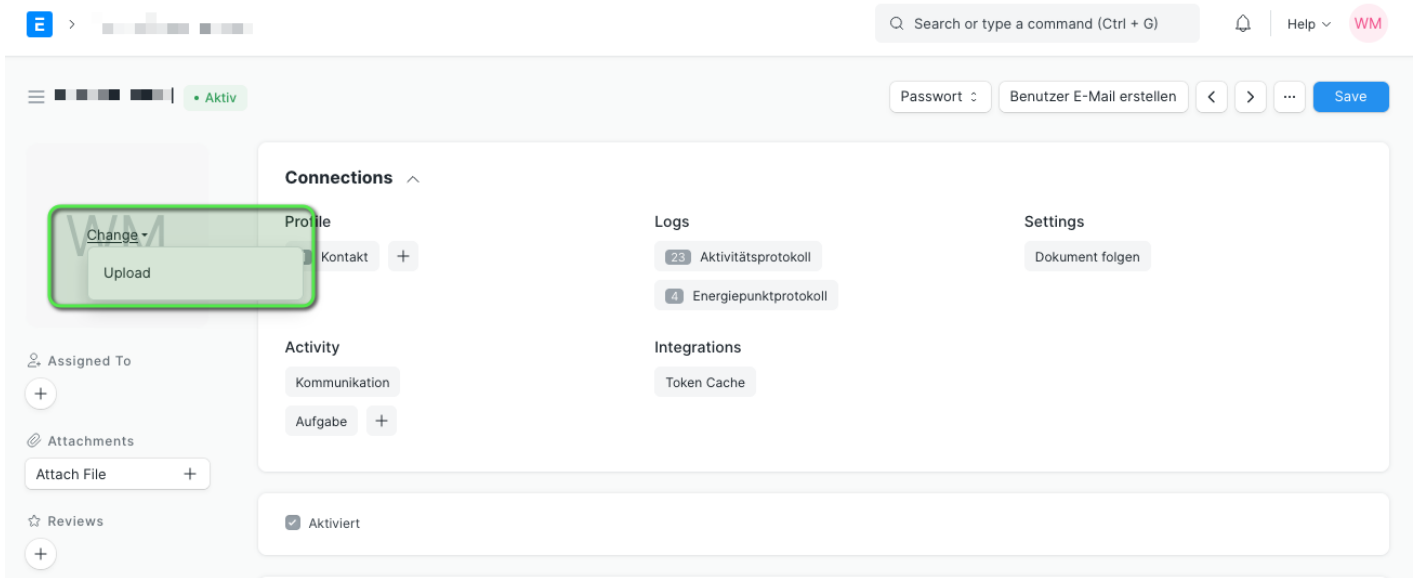 E >
Search or type a command (Ctrl + G)
Help
WM
Aktiv
Passwort
Benutzer E-Mail erstellen
Save
WM
Change
Upload
Connections
Profile
Logs
Settings
Kontakt +
23 Aktivitätsprotokoll
Dokument folgen
4 Energiepunktprotokoll
Activity
Integrations
Kommunikation
Token Cache
Aufgabe +
Assigned To
+
Attachments
Attach File +
Reviews
+
Aktiviert